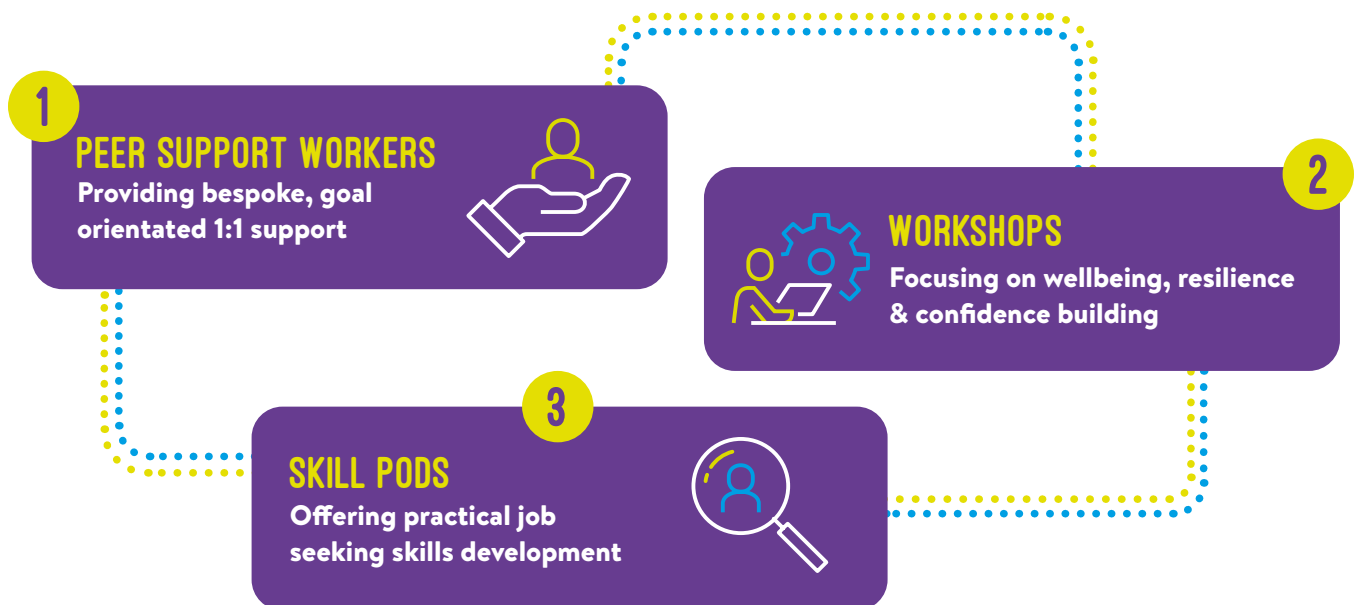 1
PEER SUPPORT WORKERS
Providing bespoke, goal
orientated 1:1 support
2
WORKSHOPS
Focusing on wellbeing, resilience
& confidence building
3
SKILL PODS
Offering practical job
seeking skills development